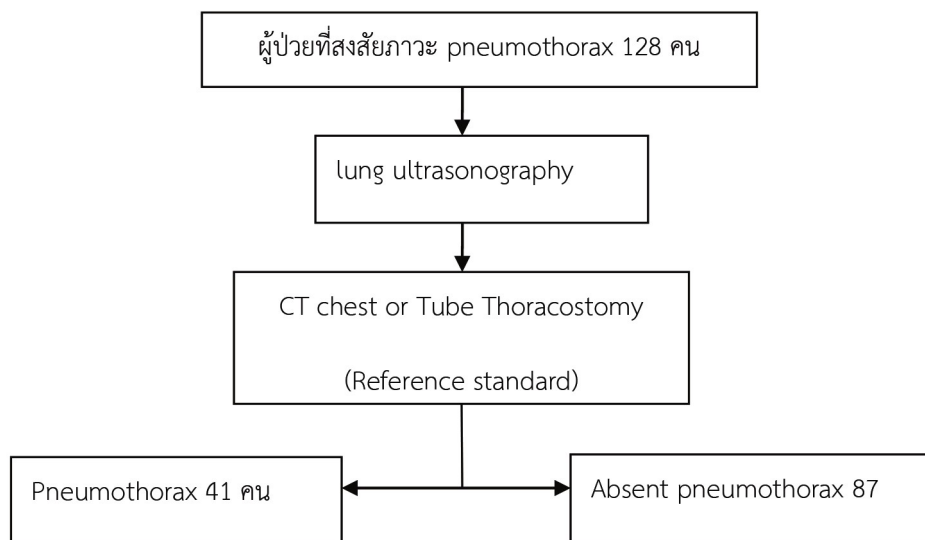 ผู้ป่วยที่สงสัยภาวะ pneumothorax 128 คน
lung ultrasonography
CT chest or Tube Thoracostomy
(Reference standard)
Pneumothorax 41 คน
Absent pneumothorax 87